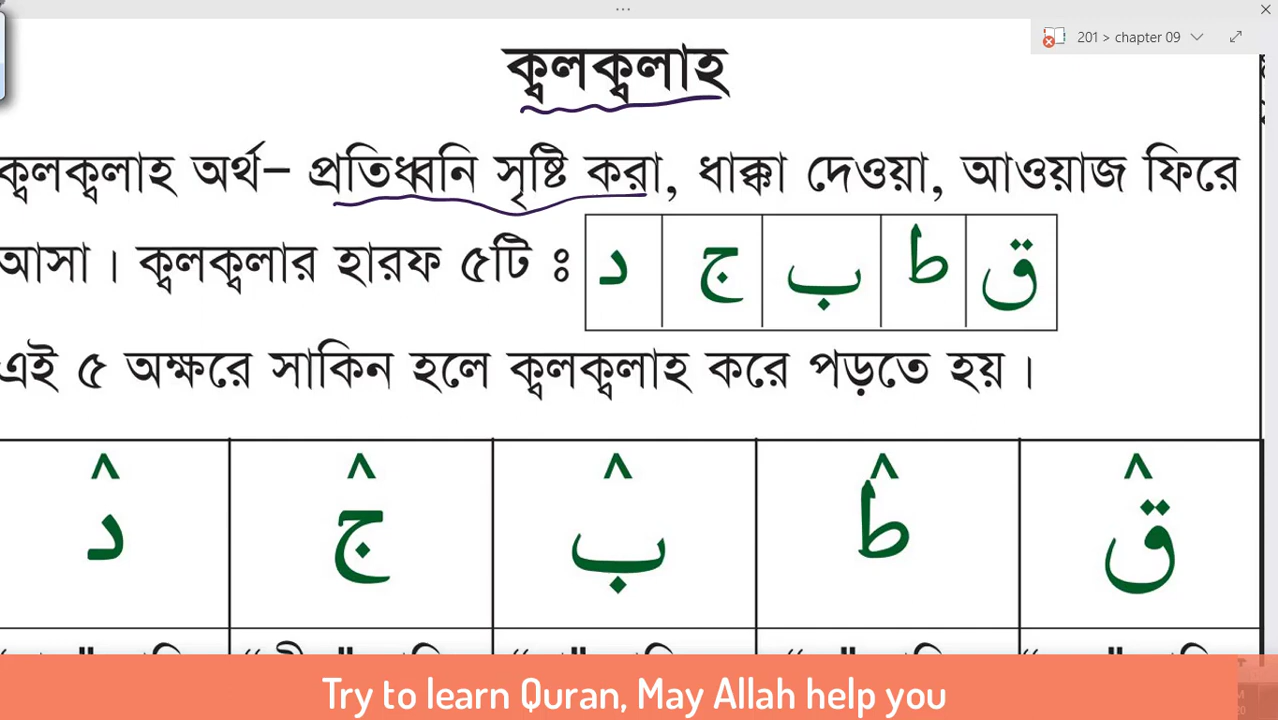 201 > chapter 09
ক্বলক্বলাহ
ক্বলক্বলাহ অর্থ– প্রতিধ্বনি সৃষ্টি করা, ধাক্কা দেওয়া, আওয়াজ ফিরে
আসা। ক্বলক্বলার হারফ ৫টি ঃ ق ط ب ج د
এই ৫ অক্ষরে সাকিন হলে ক্বলক্বলাহ করে পড়তে হয়।
ق ط ب ج د
Try to learn Quran, May Allah help you